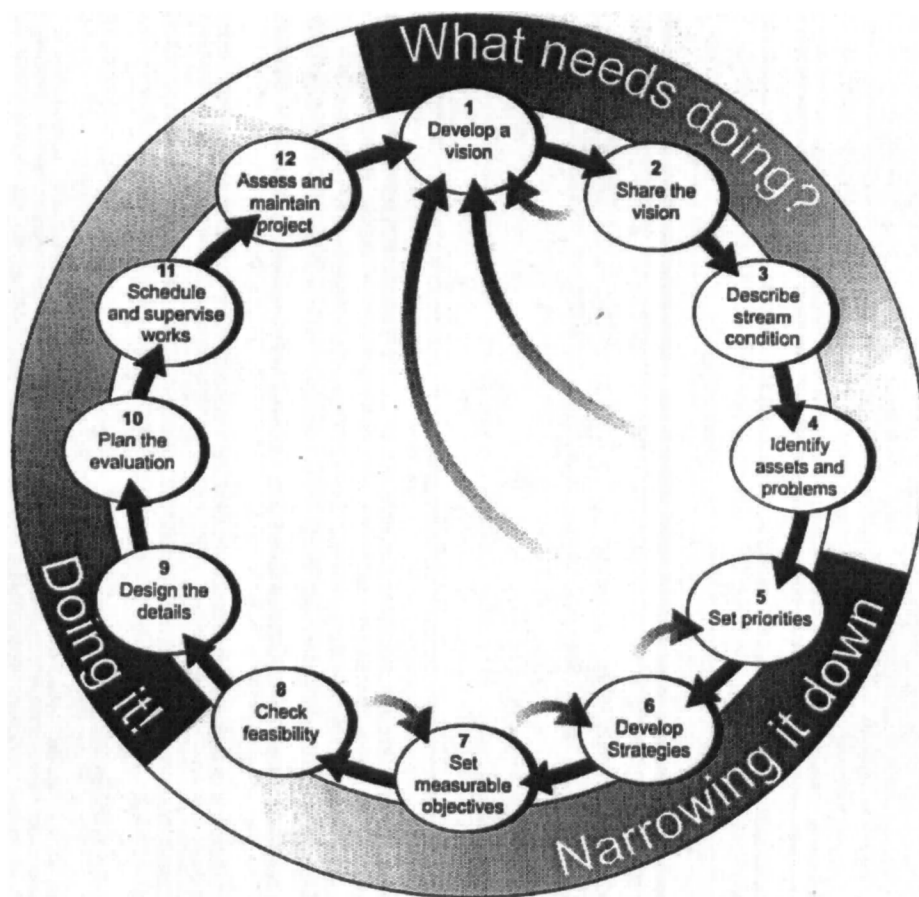 What needs doing?
1
Develop a
vision
2
Share the
vision
3
Describe
stream
condition
4
Identify
assets and
problems
5
Set priorities
6
Develop
Strategies
7
Set
measurable
objectives
8
Check
feasibility
9
Design the
details
10
Plan the
evaluation
11
Schedule
and supervise
works
12
Assess and
maintain
project
Narrowing it down
Doing it!